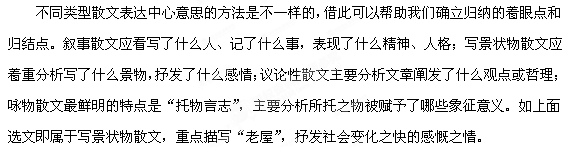 不同类型散文表达中心意思的方法是不一样的，借此可以帮助我们确立归纳的着眼点和
归结点。叙事散文应看写了什么人、记了什么事，表现了什么精神、人格；写景状物散文应
着重分析写了什么景物，抒发了什么感情；议论性散文主要分析文章阐发了什么观点或哲理；
咏物散文最鲜明的特点是“托物言志”，主要分析所托之物被赋予了哪些象征意义。如上面
选文即属于写景状物散文，重点描写“老屋”，抒发社会变化之快的感慨之情。